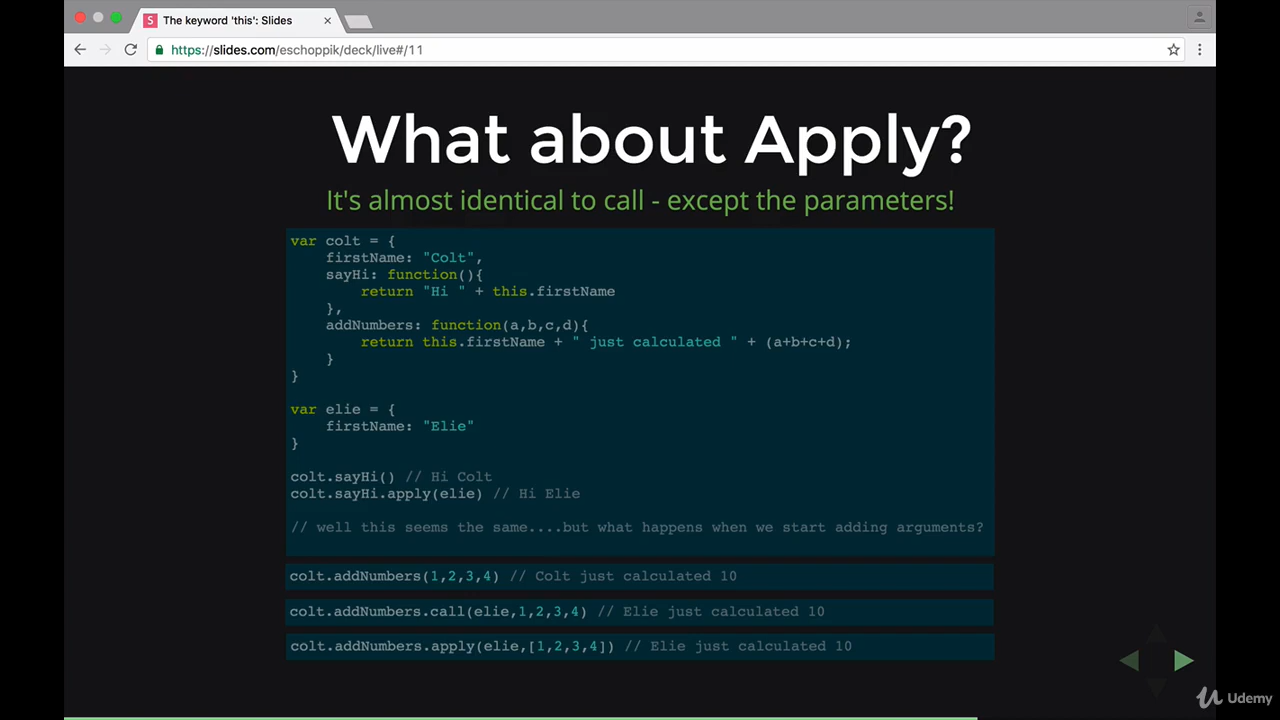 S The keyword 'this': Slides
https://slides.com/eschoppik/deck/live#/11
What about Apply?
It's almost identical to call - except the parameters!
var colt = {
    firstName: "Colt",
    sayHi: function(){
        return "Hi " + this.firstName
    },
    addNumbers: function(a,b,c,d){
        return this.firstName + " just calculated " + (a+b+c+d);
    }
}
var elie = {
    firstName: "Elie"
}
colt.sayHi() // Hi Colt
colt.sayHi.apply(elie) // Hi Elie
// well this seems the same....but what happens when we start adding arguments?
colt.addNumbers(1,2,3,4) // Colt just calculated 10
colt.addNumbers.call(elie,1,2,3,4) // Elie just calculated 10
colt.addNumbers.apply(elie,[1,2,3,4]) // Elie just calculated 10
Udemy